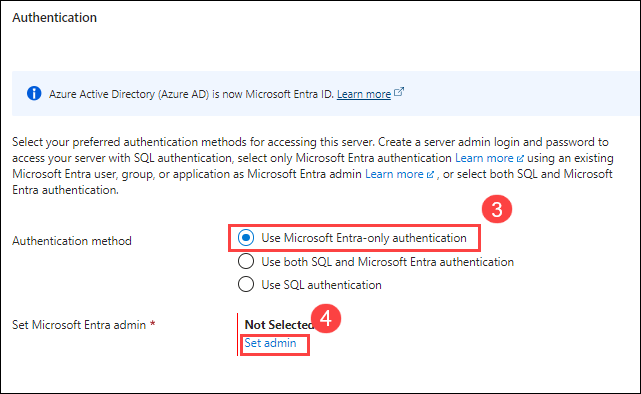 Authentication
Azure Active Directory (Azure AD) is now Microsoft Entra ID. Learn more
Select your preferred authentication methods for accessing this server. Create a server admin login and password to
access your server with SQL authentication, select only Microsoft Entra authentication Learn more using an existing
Microsoft Entra user, group, or application as Microsoft Entra admin Learn more , or select both SQL and Microsoft
Entra authentication.
3
Authentication method
Use Microsoft Entra-only authentication
Use both SQL and Microsoft Entra authentication
Use SQL authentication
4
Set Microsoft Entra admin *
Not Selected
Set admin